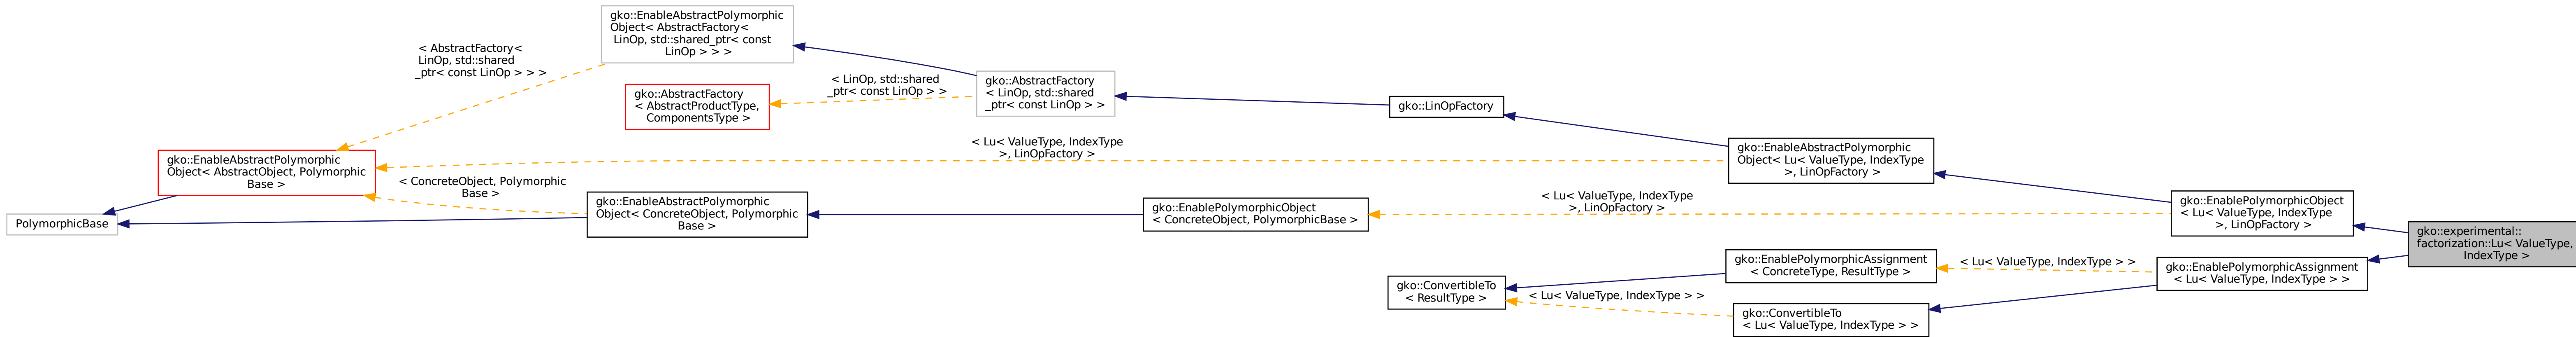 gko::EnableAbstractPolymorphic
Object< AbstractFactory<
LinOp, std::shared_ptr< const
LinOp > > >
< AbstractFactory<
LinOp, std::shared
_ptr< const LinOp > > >
gko::AbstractFactory
< AbstractProductType,
ComponentsType >
< LinOp, std::shared
_ptr< const LinOp > >
gko::AbstractFactory
< LinOp, std::shared
_ptr< const LinOp > >
gko::LinOpFactory
gko::EnableAbstractPolymorphic
Object< Lu< ValueType, IndexType
>, LinOpFactory >
< Lu< ValueType, IndexType
>, LinOpFactory >
gko::EnableAbstractPolymorphic
Object< AbstractObject, Polymorphic
Base >
< ConcreteObject, Polymorphic
Base >
PolymorphicBase
gko::EnableAbstractPolymorphic
Object< ConcreteObject, Polymorphic
Base >
gko::EnablePolymorphicObject
< ConcreteObject, PolymorphicBase >
< Lu< ValueType, IndexType
>, LinOpFactory >
gko::EnablePolymorphicObject
< Lu< ValueType, IndexType
>, LinOpFactory >
gko::experimental::
factorization::Lu< ValueType,
IndexType >
gko::EnablePolymorphicAssignment
< ConcreteType, ResultType >
< Lu< ValueType, IndexType > >
gko::EnablePolymorphicAssignment
< Lu< ValueType, IndexType > >
gko::ConvertibleTo
< ResultType >
< Lu< ValueType, IndexType > >
gko::ConvertibleTo
< Lu< ValueType, IndexType > >